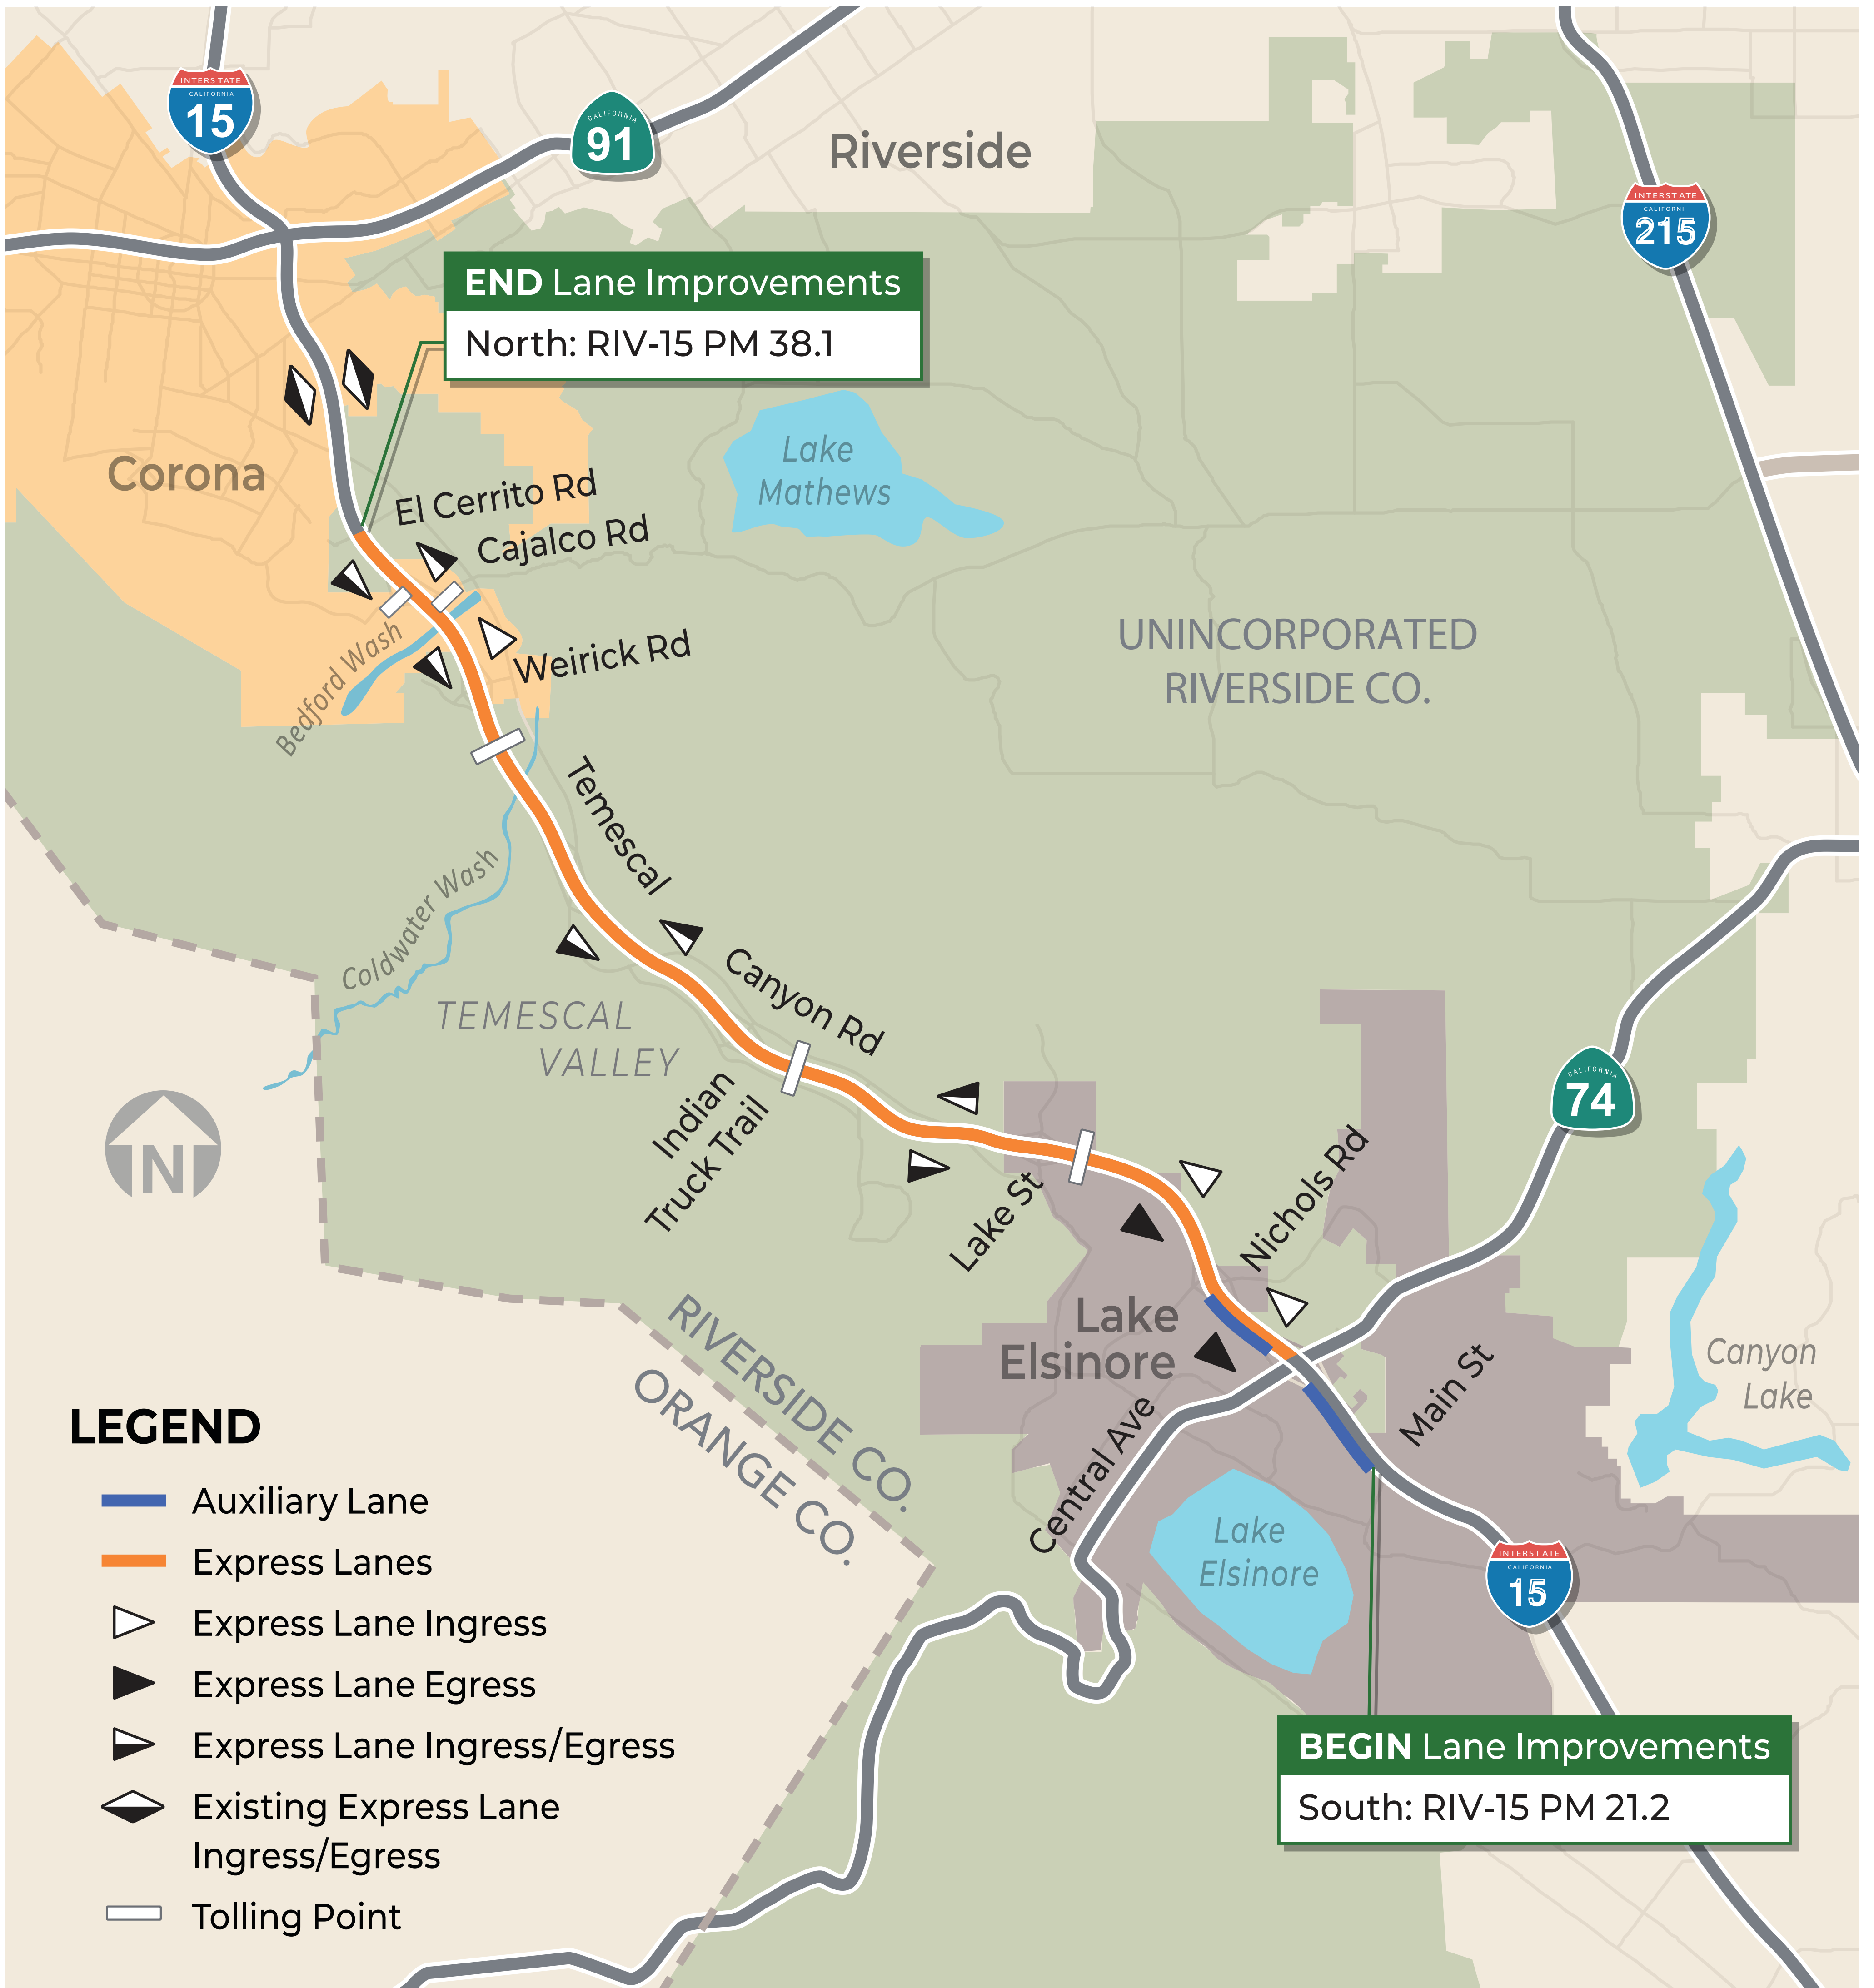 INTERSTATE
CALIFORNIA
15
CALIFORNIA
91
Riverside
INTERSTATE
CALIFORNI
215
END Lane Improvements
North: RIV-15 PM 38.1
Corona
Lake
Mathews
El Cerrito Rd
Cajalco Rd
Weirick Rd
Bedford Wash
UNINCORPORATED
RIVERSIDE CO.
Temescal
Canyon Rd
Coldwater Wash
TEMESCAL
VALLEY
Indian
Truck Trail
N
CALIFORNIA
74
Lake St
Nichols Rd
Lake
Elsinore
RIVERSIDE CO.
ORANGE CO.
Central Ave
Main St
Canyon
Lake
Lake
Elsinore
INTERSTATE
CALIFORNIA
15
BEGIN Lane Improvements
South: RIV-15 PM 21.2
LEGEND
Auxiliary Lane
Express Lanes
Express Lane Ingress
Express Lane Egress
Express Lane Ingress/Egress
Existing Express Lane
Ingress/Egress
Tolling Point